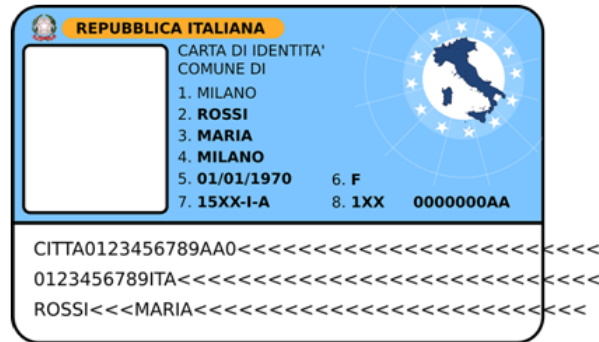 REPUBBLICA ITALIANA
CARTA DI IDENTITA'
COMUNE DI
1. MILANO
2. ROSSI
3. MARIA
4. MILANO
5. 01/01/1970 6. F
7. 15XX-I-A 8. 1XX 0000000AA
CITTA0123456789AA0<<<<<<<<<<<<<<<<<<<<<<<<
0123456789ITA<<<<<<<<<<<<<<<<<<<<<<<<<<<<
ROSSI<<<MARIA<<<<<<<<<<<<<<<<<<<<<<<<<<